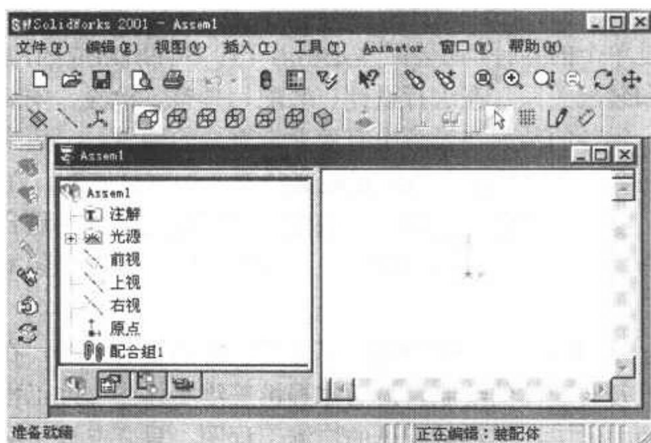 SolidWorks 2001 - Assem1
文件(F) 编辑(E) 视图(V) 插入(I) 工具(T) Animator 窗口(W) 帮助(H)
Assem1
Assem1
注解
光源
前视
上视
右视
原点
配合组1
准备就绪
正在编辑：装配体